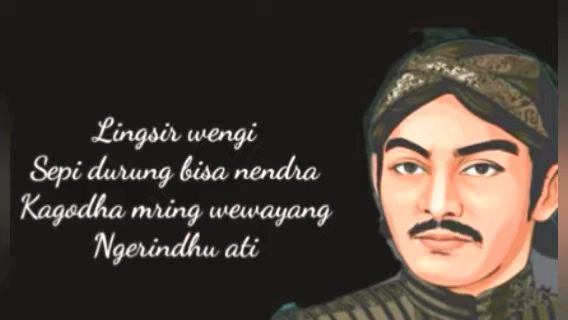 Lingsir wengi
Sepi durung bisa nendra
Kagodha mring wewayang
Ngerindhu ati